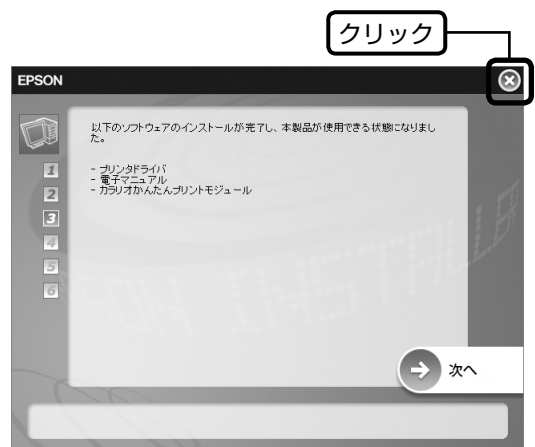 クリック
EPSON
以下のソフトウェアのインストールが完了し、本製品が使用できる状態になりまし
た。
- プリンタドライバ
- 電子マニュアル
- カラリオかんたんプリントモジュール
1
2
3
4
5
6
EPSON INSTALL
次へ